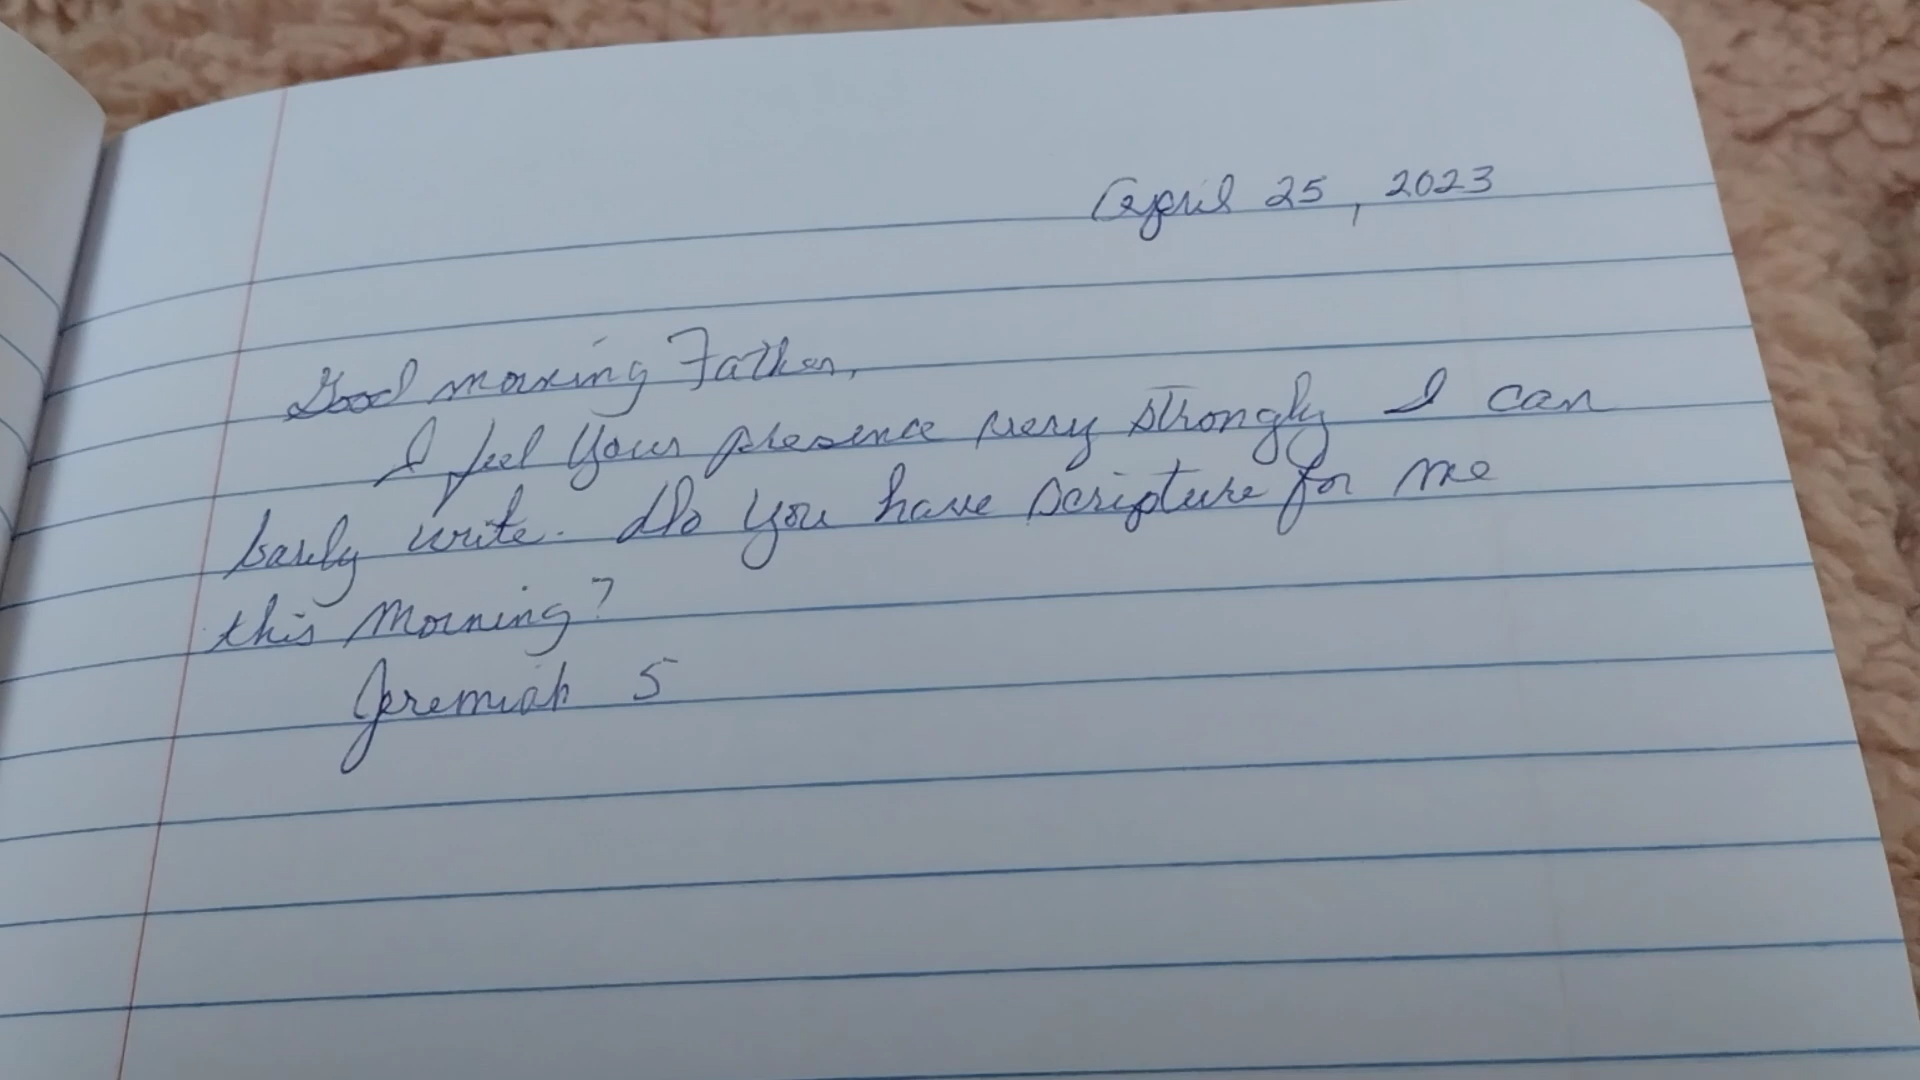 April 25, 2023
Good morning Father,
I feel Your presence very strongly I can
barely write. Do You have scripture for me
this morning?
Jeremiah 5